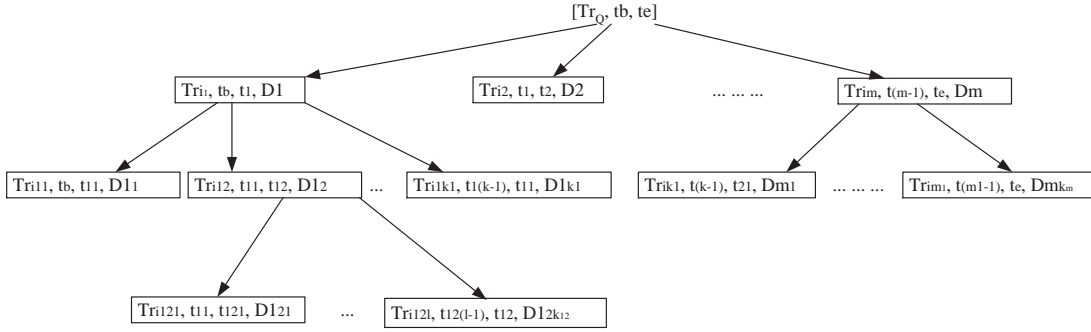 [Tr_Q, tb, te]
Tri₁, tb, t1, D1
Tri2, t1, t2, D2
... ... ...
Trim, t(m-1), te, Dm
Tri11, tb, t11, D11
Tri12, t11, t12, D12
...
Tri1k1, t1(k-1), t11, D1k1
Trik1, t(k-1), t21, Dm1
... ... ...
Trim₁, t(m1-1), te, Dmkₘ
Tri121, t11, t121, D121
...
Tri12l, t12(l-1), t12, D12k₁₂